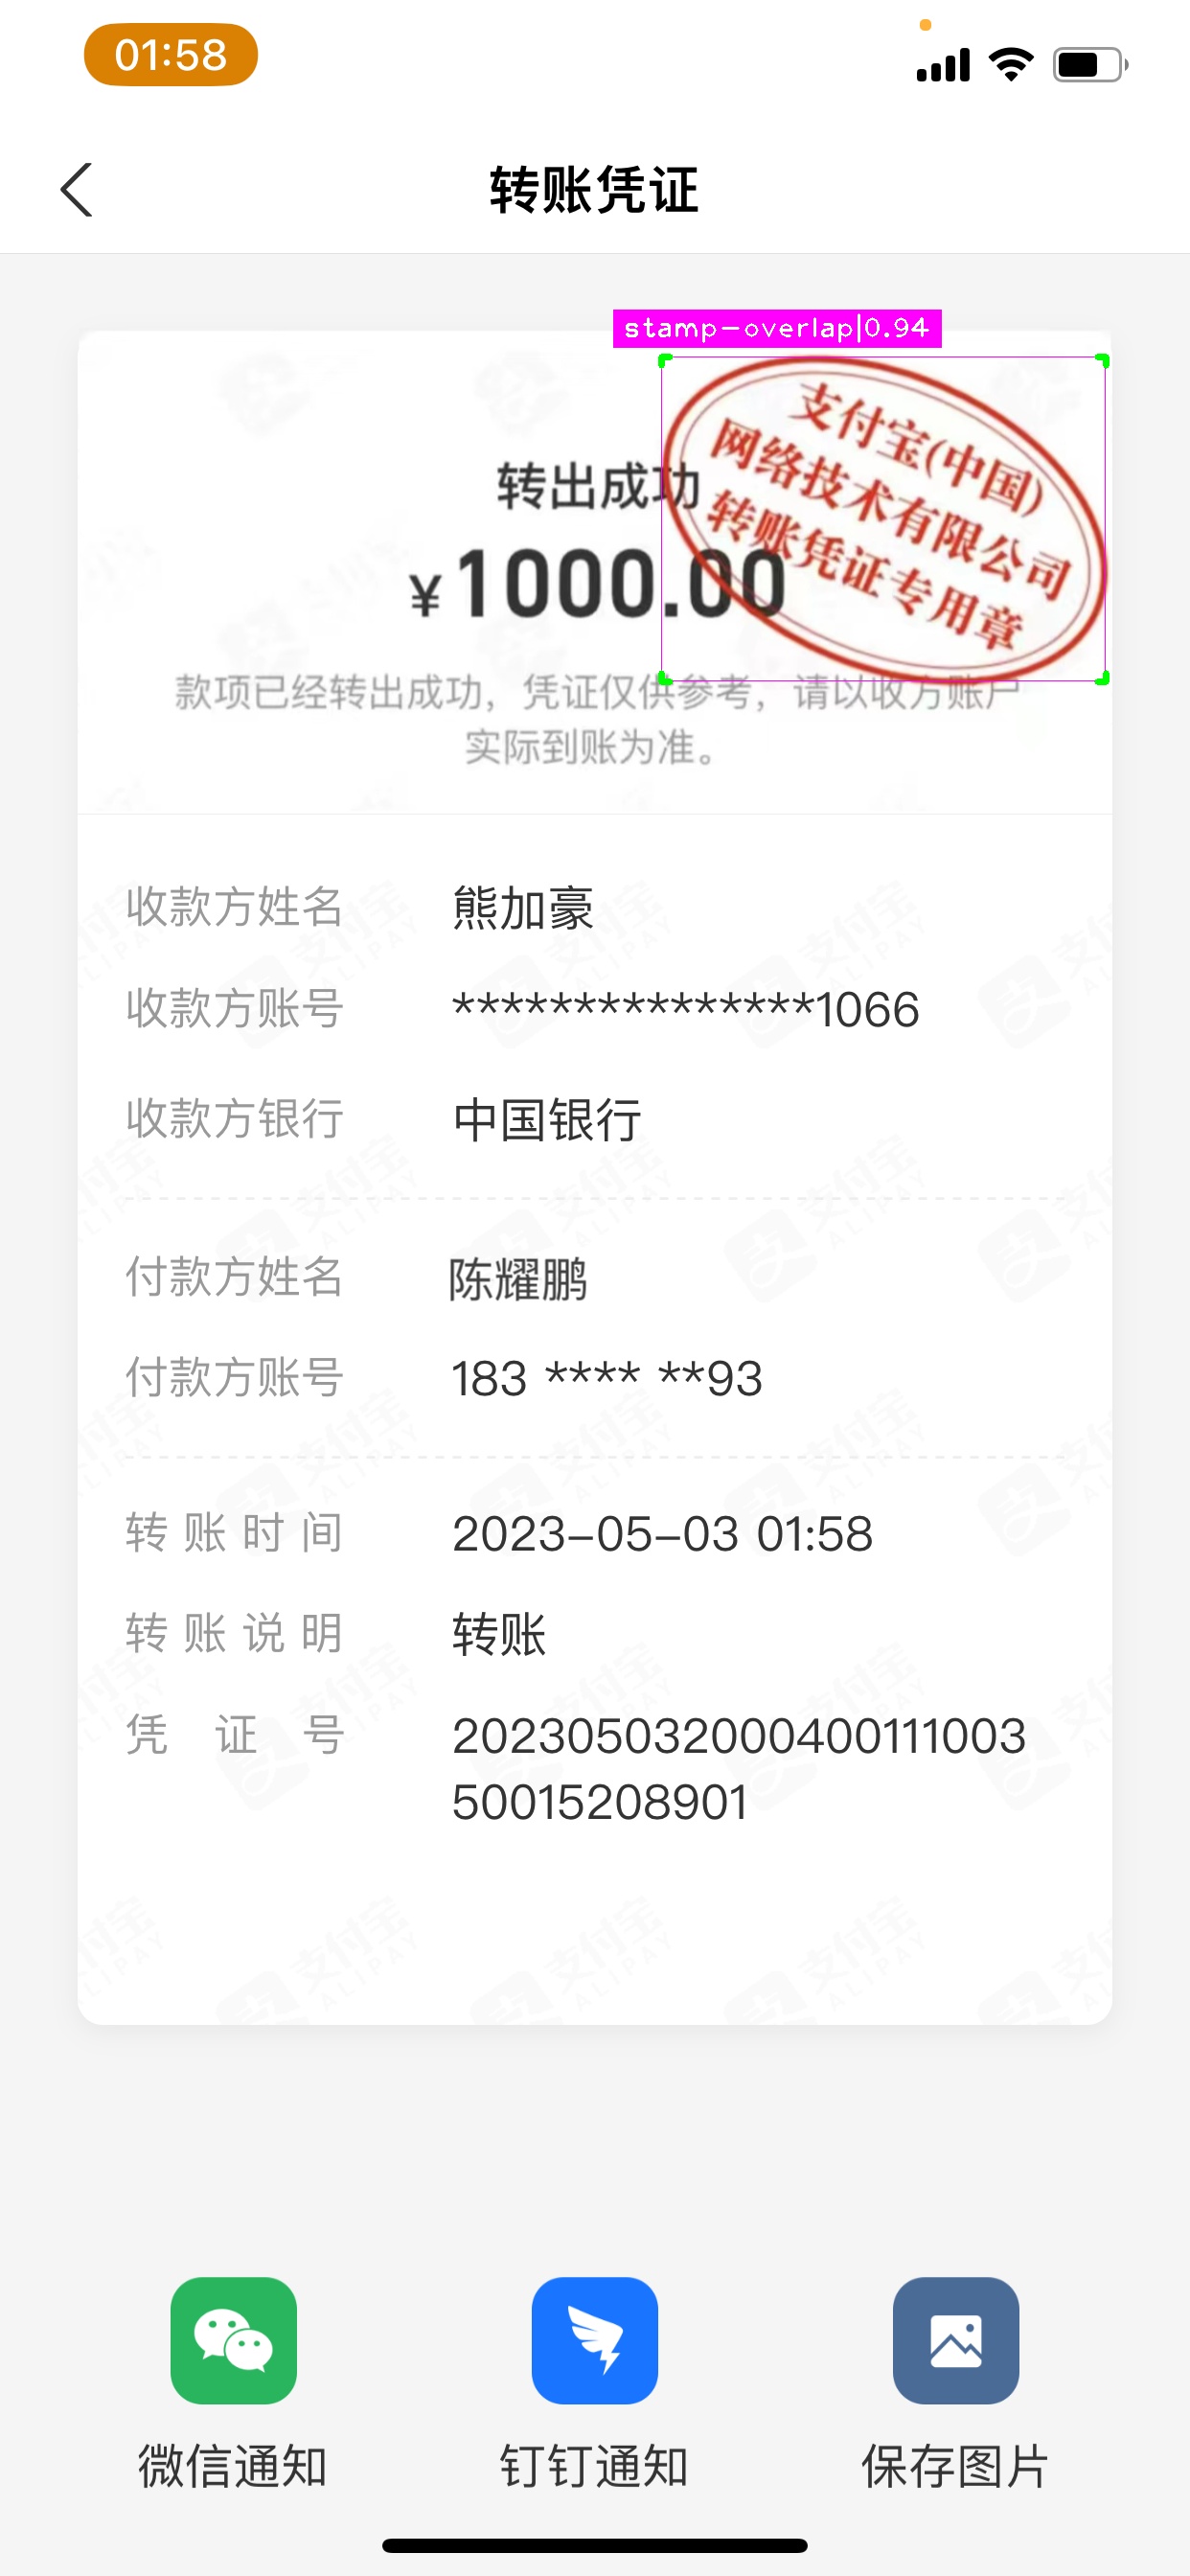 01:58
转账凭证
stamp-overlap|0.94
支付宝(中国)
网络技术有限公司
转账凭证专用章
转出成功
¥1000.00
款项已经转出成功，凭证仅供参考，请以收方账户
实际到账为准。
收款方姓名 熊加豪
收款方账号 ***************1066
收款方银行 中国银行
付款方姓名 陈耀鹏
付款方账号 183 **** **93
转账时间 2023-05-03 01:58
转账说明 转账
凭证号 2023050320000400111003
50015208901
支付宝
ALIPAY
微信通知 钉钉通知 保存图片